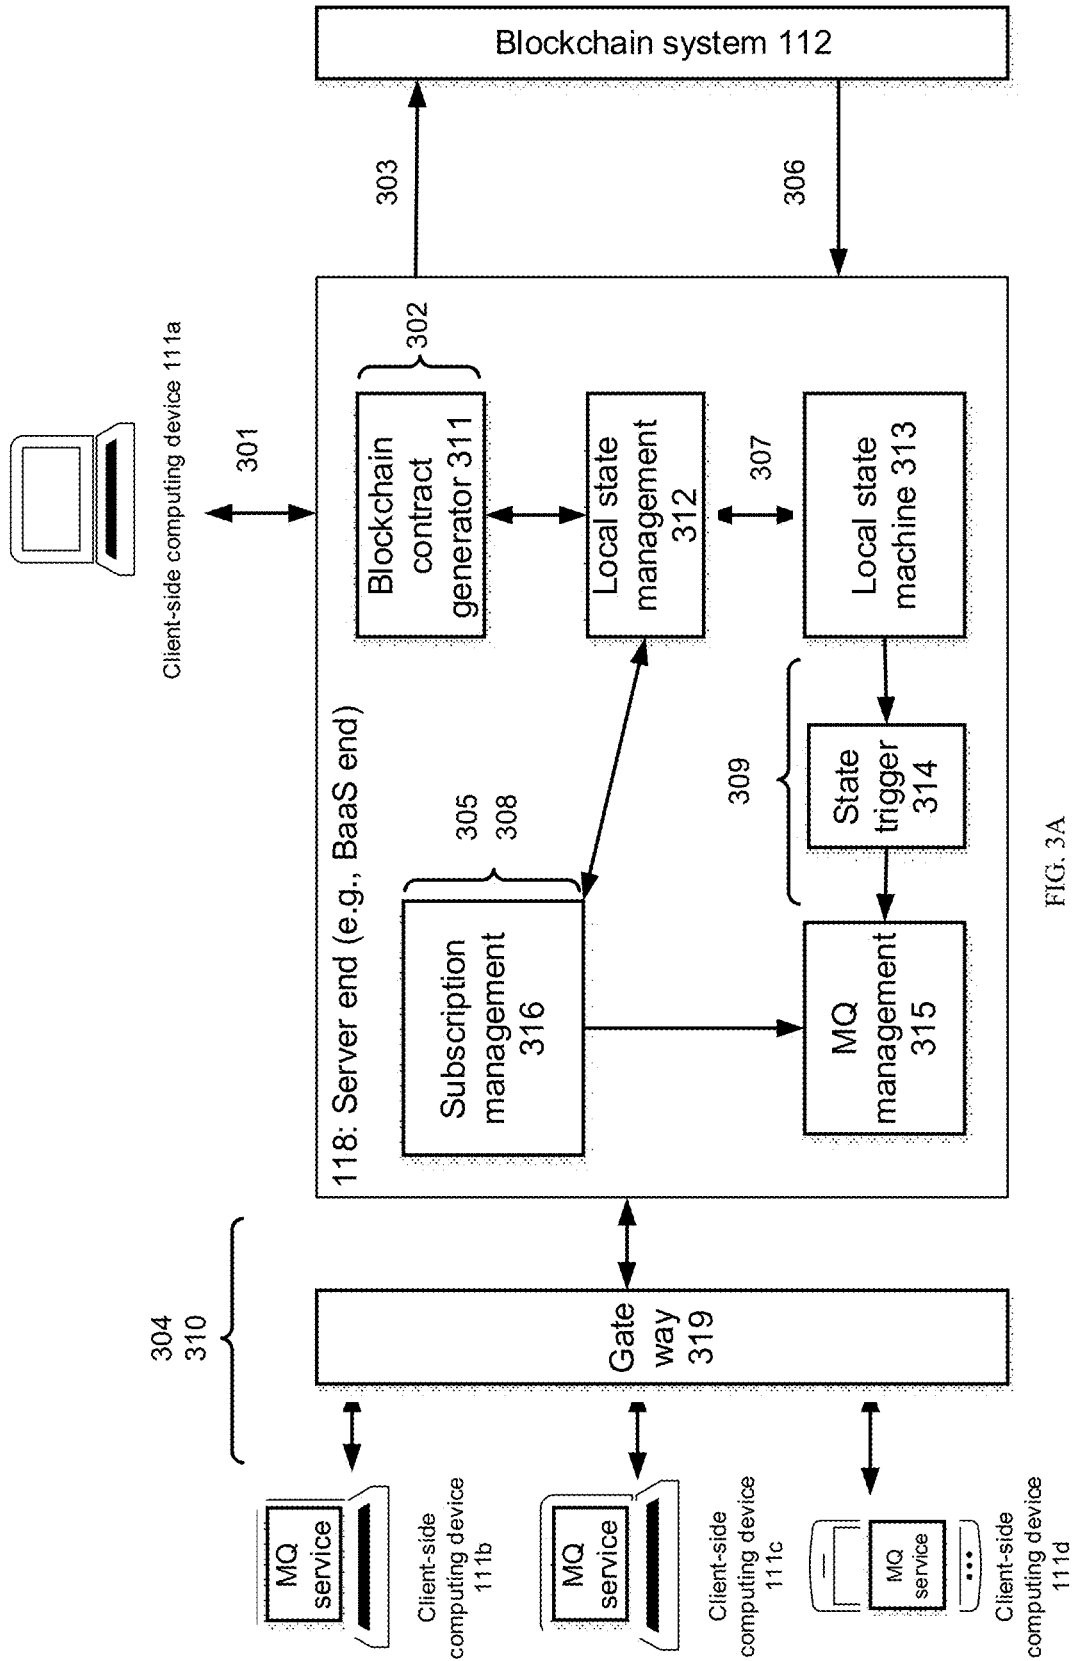 Client-side computing device 111a
301
118: Server end (e.g., BaaS end)
304
310
MQ
service
Client-side
computing device
111b
MQ
service
Client-side
computing device
111c
MQ
service
Client-side
computing device
111d
Gate
way
319
Subscription
management
316
305
308
Blockchain
contract
generator 311
302
303
Local state
management
312
307
MQ
management
315
309
State
trigger
314
Local state
machine 313
306
Blockchain system 112
FIG. 3A